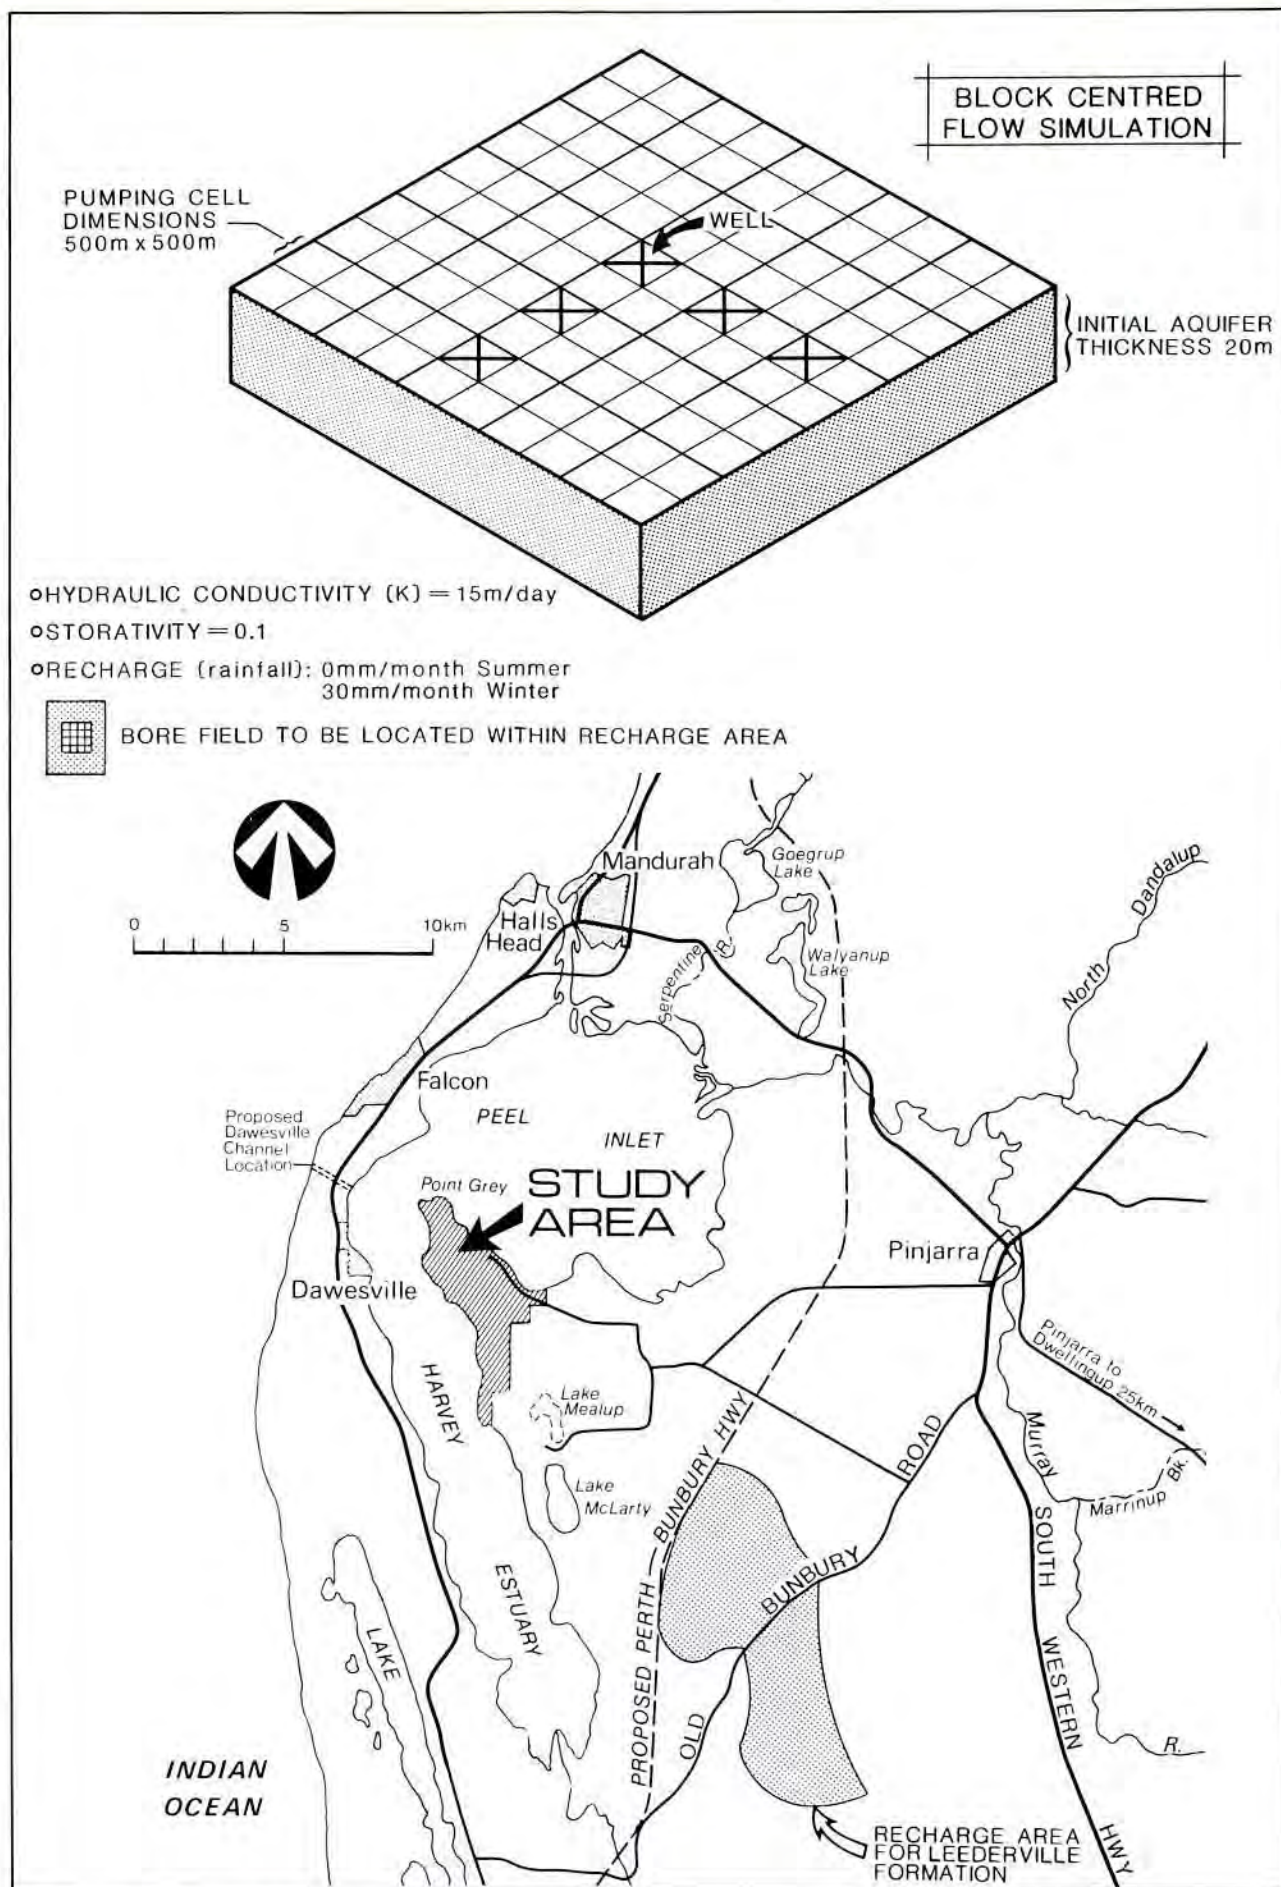 BLOCK CENTRED
FLOW SIMULATION
PUMPING CELL
DIMENSIONS
500m x 500m
WELL
INITIAL AQUIFER
THICKNESS 20m
HYDRAULIC CONDUCTIVITY (K) = 15m/day
STORATIVITY = 0.1
RECHARGE (rainfall): 0mm/month Summer
30mm/month Winter
BORE FIELD TO BE LOCATED WITHIN RECHARGE AREA
0 5 10km
Mandurah
Goegrup
Lake
Halls
Head
Serpentine R.
Walyanup
Lake
North Dandalup
Falcon
PEEL
INLET
Proposed
Dawesville
Channel
Location
Point Grey
STUDY
AREA
Pinjarra
Dawesville
Pinjarra to
Dwellingup 25km
HARVEY
ESTUARY
Lake
Mealup
Lake
McLarty
PROPOSED PERTH BUNBURY HWY
OLD BUNBURY ROAD
Murray
R.
Marrinup Bk.
SOUTH WESTERN HWY
LAKE
INDIAN
OCEAN
RECHARGE AREA
FOR LEEDERVILLE
FORMATION